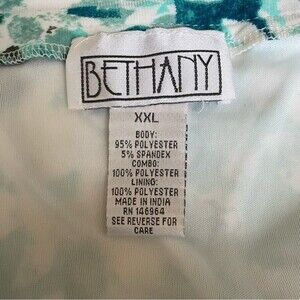 BETHANY
XXL
BODY:
95% POLYESTER
5% SPANDEX
COMBO:
100% POLYESTER
LINING:
100% POLYESTER
MADE IN INDIA
RN 146964
SEE REVERSE FOR
CARE